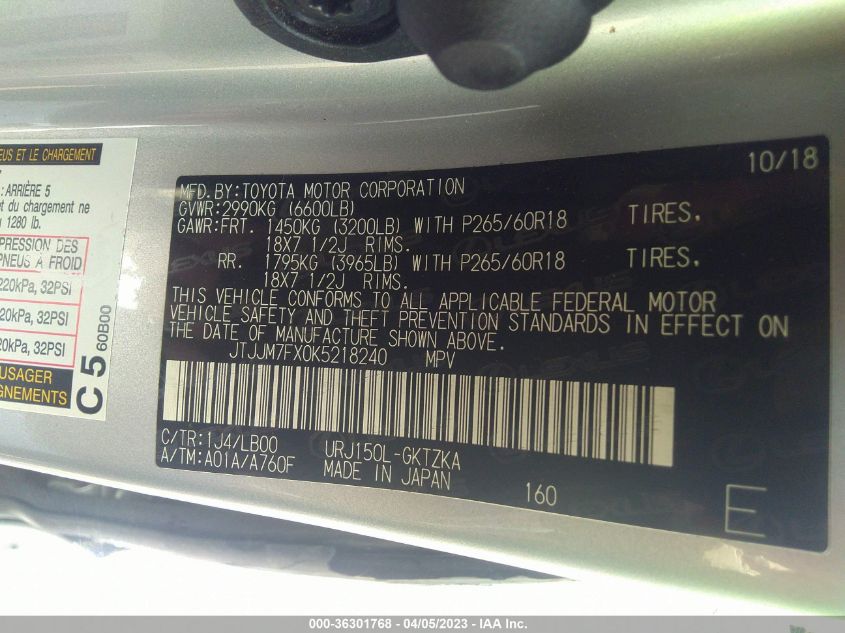 EUS ET LE CHARGEMENT
: ARRIÈRE 5
t du chargement ne
u 1280 lb.
PRESSION DES
PNEUS À FROID
220kPa, 32PSI
20kPa, 32PSI
20kPa, 32PSI
USAGER
IGNEMENTS
C 5
60B00
10/18
MFD. BY: TOYOTA MOTOR CORPORATION
GVWR: 2990KG (6600LB)
GAWR: FRT. 1450KG (3200LB) WITH P265/60R18 TIRES.
18X7 1/2J RIMS.
RR. 1795KG (3965LB) WITH P265/60R18 TIRES.
18X7 1/2J RIMS.
THIS VEHICLE CONFORMS TO ALL APPLICABLE FEDERAL MOTOR
VEHICLE SAFETY AND THEFT PREVENTION STANDARDS IN EFFECT ON
THE DATE OF MANUFACTURE SHOWN ABOVE.
JTJJM7FX0K5218240 MPV
C/TR: 1J4/LB00 URJ150L-GKTZKA
A/TM: A01A/A760F MADE IN JAPAN
160
E
000-36301768 - 04/05/2023 - IAA Inc.